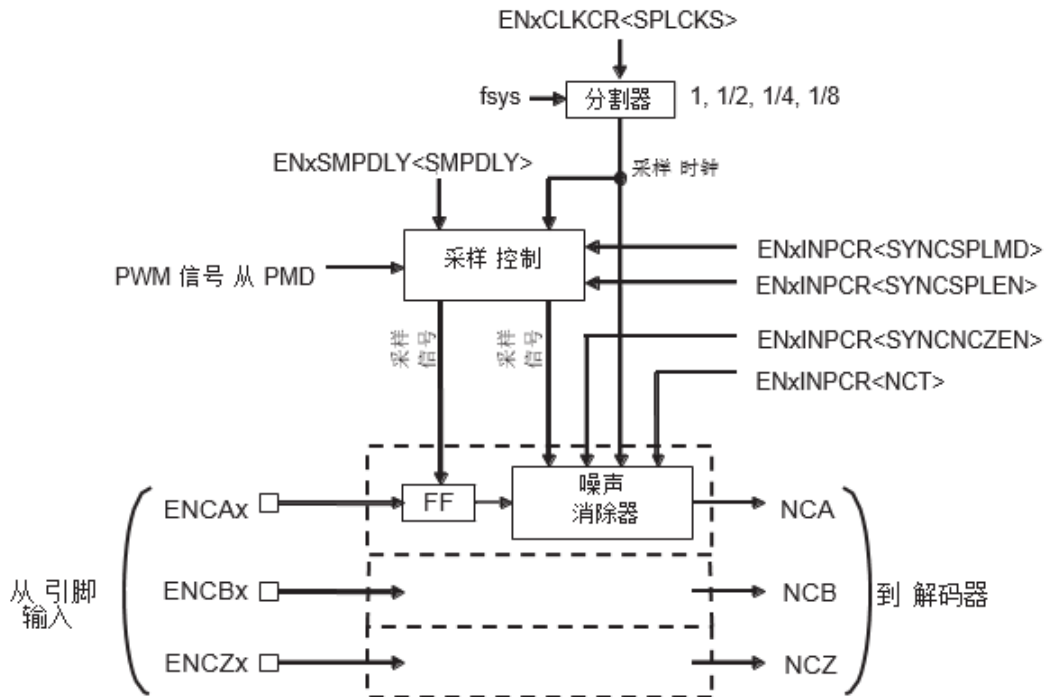 ENxCLKCR<SPLCKS>
fsys
分割器
1, 1/2, 1/4, 1/8
ENxSMPDLY<SMPDLY>
采样 时钟
采样 控制
ENxINPCR<SYNCSPLMD>
PWM 信号 从 PMD
ENxINPCR<SYNCSPLEN>
采样
信号
采样
信号
ENxINPCR<SYNCNCZEN>
ENxINPCR<NCT>
ENCAx
FF
噪声
消除器
NCA
从 引脚
输入
ENCBx
NCB
到 解码器
ENCZx
NCZ